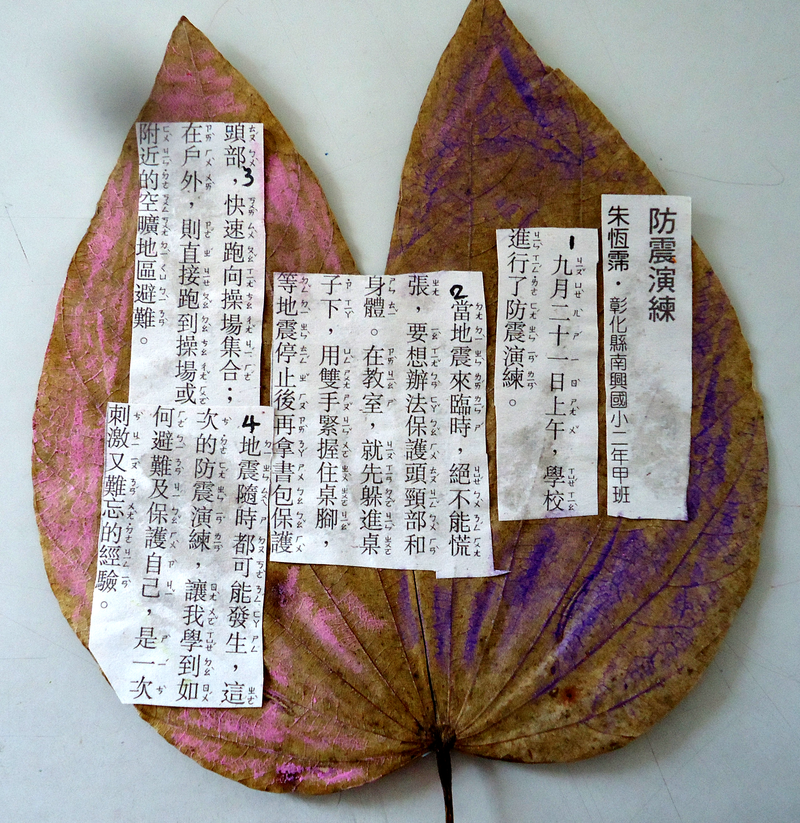 防震演練
朱恆霈・彰化縣南興國小二年甲班
1
九月二十一日上午，學校
進行了防震演練。
2
當地震來臨時，絕不能慌
張，要想辦法保護頭頸部和
身體。在教室，就先躲進桌
子下，用雙手緊握住桌腳，
等地震停止後再拿書包保護
3
頭部，快速跑向操場集合；
在戶外，則直接跑到操場或
附近的空曠地區避難。
4
地震隨時都可能發生，這
次的防震演練，讓我學到如
何避難及保護自己，是一次
刺激又難忘的經驗。